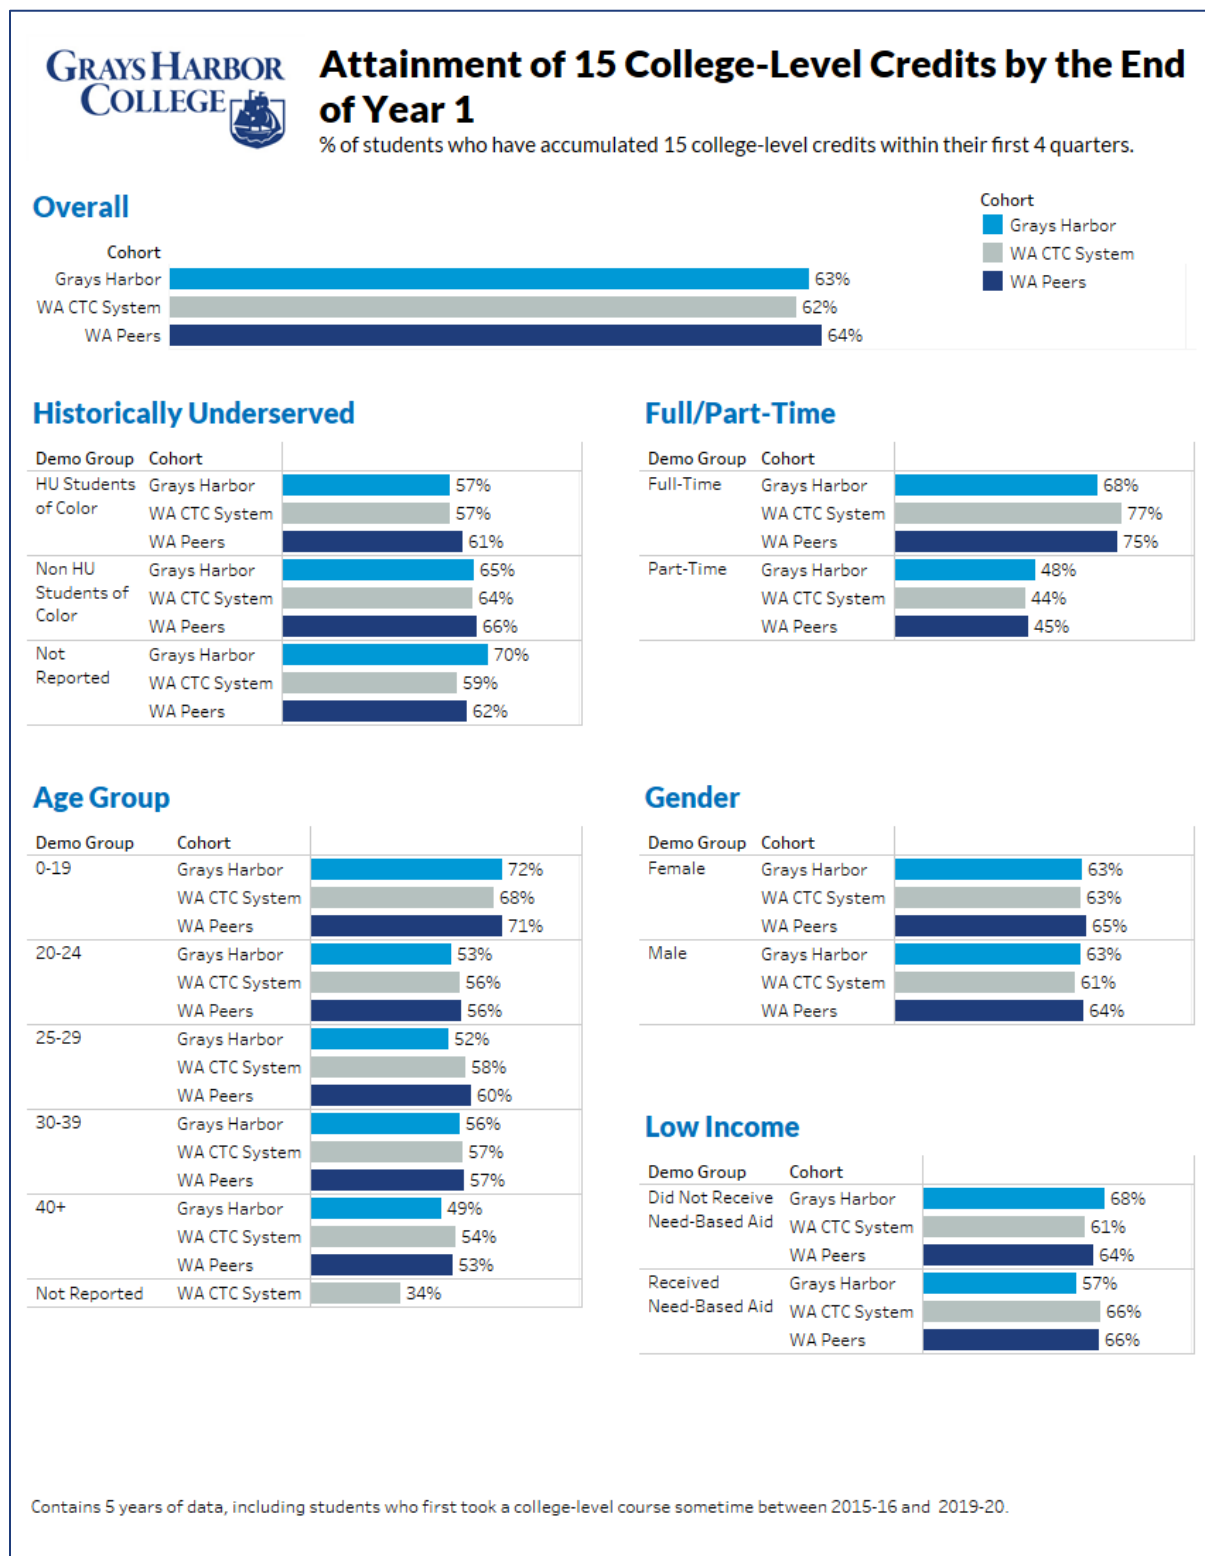 GRAYS HARBOR
COLLEGE
Attainment of 15 College-Level Credits by the End
of Year 1
% of students who have accumulated 15 college-level credits within their first 4 quarters.
Overall
Cohort
Grays Harbor 63%
WA CTC System 62%
WA Peers 64%
Cohort
Grays Harbor
WA CTC System
WA Peers
Historically Underserved
Demo Group Cohort
HU Students Grays Harbor 57%
of Color WA CTC System 57%
WA Peers 61%
Non HU Grays Harbor 65%
Students of WA CTC System 64%
Color WA Peers 66%
Not Grays Harbor 70%
Reported WA CTC System 59%
WA Peers 62%
Full/Part-Time
Demo Group Cohort
Full-Time Grays Harbor 68%
WA CTC System 77%
WA Peers 75%
Part-Time Grays Harbor 48%
WA CTC System 44%
WA Peers 45%
Age Group
Demo Group Cohort
0-19 Grays Harbor 72%
WA CTC System 68%
WA Peers 71%
20-24 Grays Harbor 53%
WA CTC System 56%
WA Peers 56%
25-29 Grays Harbor 52%
WA CTC System 58%
WA Peers 60%
30-39 Grays Harbor 56%
WA CTC System 57%
WA Peers 57%
40+ Grays Harbor 49%
WA CTC System 54%
WA Peers 53%
Not Reported WA CTC System 34%
Gender
Demo Group Cohort
Female Grays Harbor 63%
WA CTC System 63%
WA Peers 65%
Male Grays Harbor 63%
WA CTC System 61%
WA Peers 64%
Low Income
Demo Group Cohort
Did Not Receive Grays Harbor 68%
Need-Based Aid WA CTC System 61%
WA Peers 64%
Received Grays Harbor 57%
Need-Based Aid WA CTC System 66%
WA Peers 66%
Contains 5 years of data, including students who first took a college-level course sometime between 2015-16 and 2019-20.